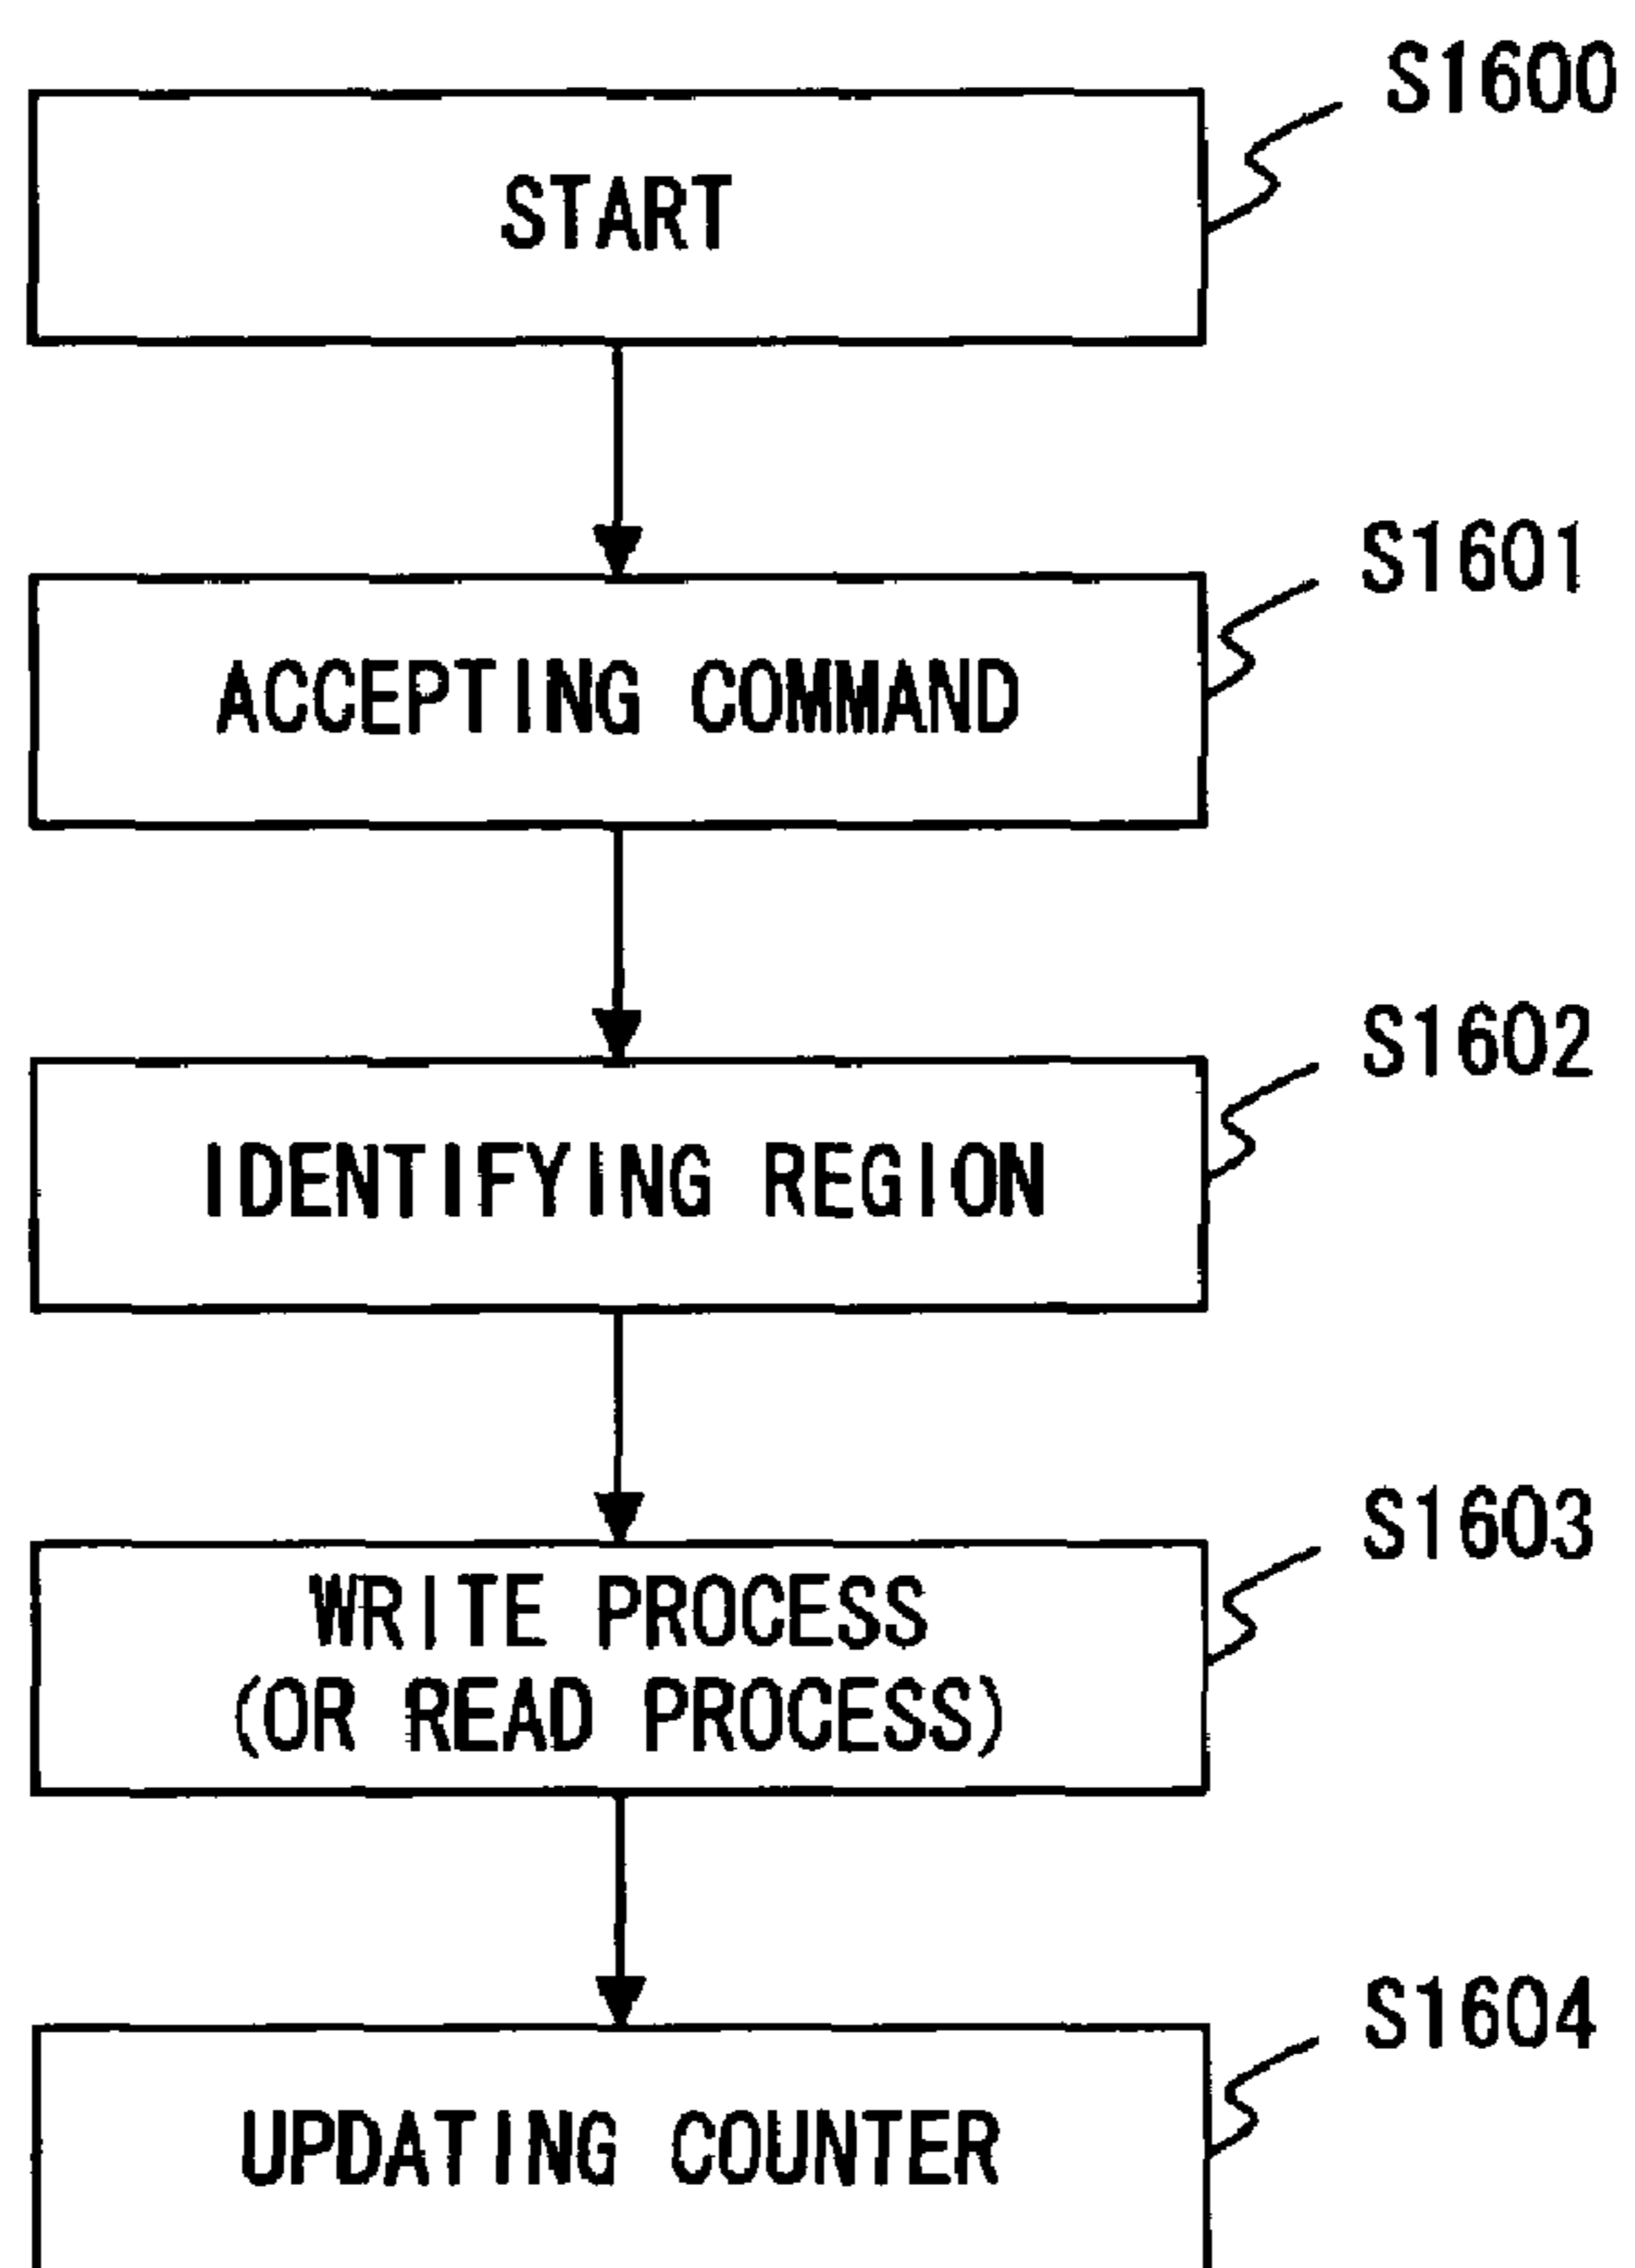 S1600
START
S1601
ACCEPTING COMMAND
S1602
IDENTIFYING REGION
S1603
WRITE PROCESS
(OR READ PROCESS)
S1604
UPDATING COUNTER